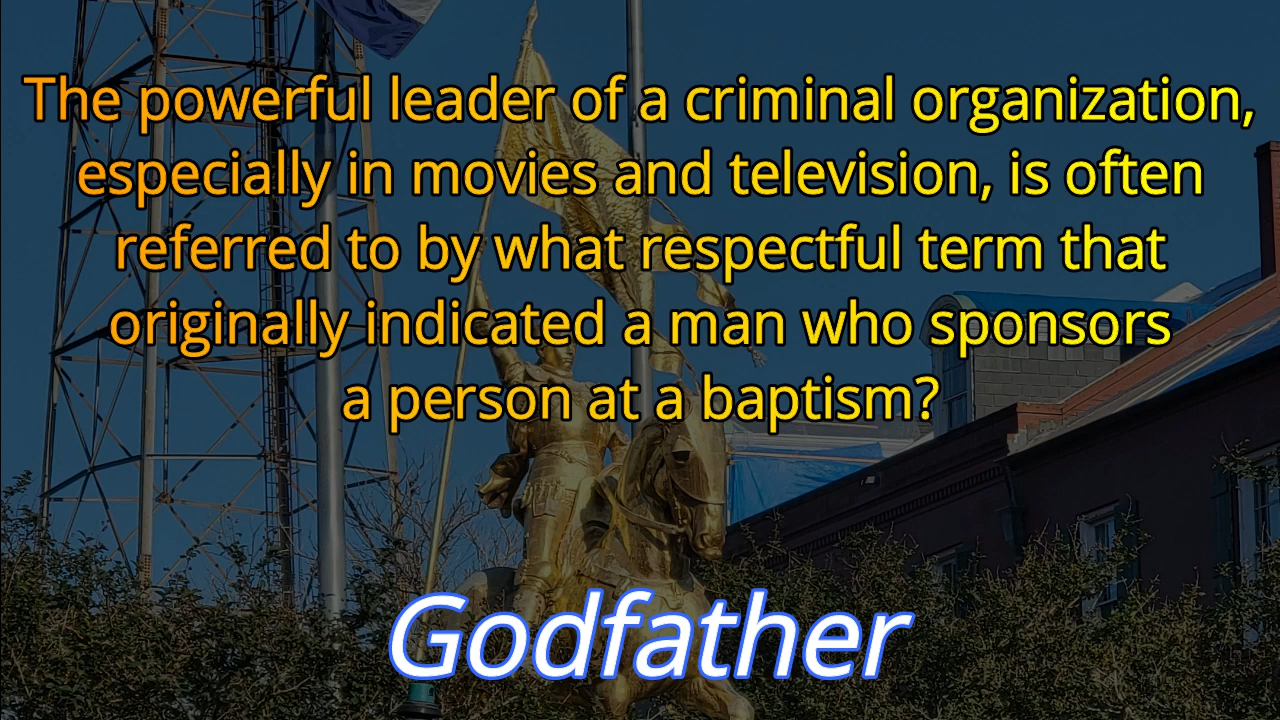 The powerful leader of a criminal organization,
especially in movies and television, is often
referred to by what respectful term that
originally indicated a man who sponsors
a person at a baptism?
Godfather